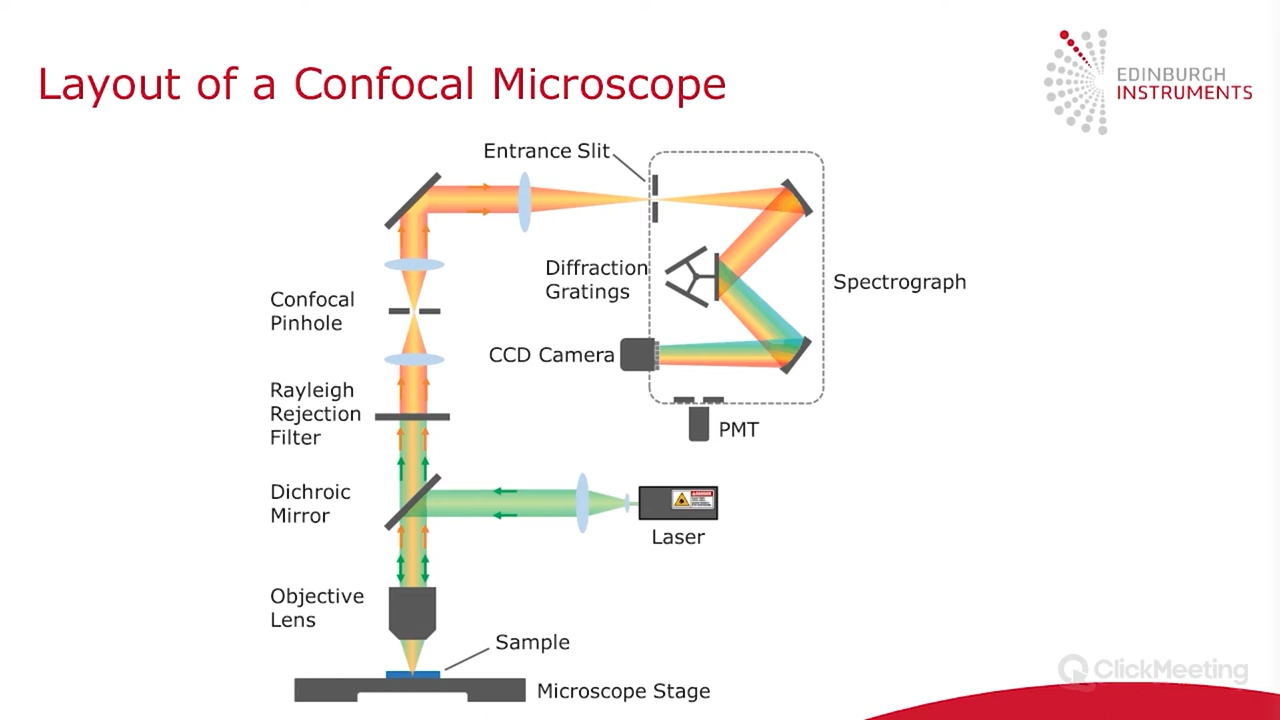 Layout of a Confocal Microscope
EDINBURGH
INSTRUMENTS
Entrance Slit
Diffraction
Gratings
Spectrograph
Confocal
Pinhole
CCD Camera
Rayleigh
Rejection
Filter
PMT
Dichroic
Mirror
Laser
Objective
Lens
Sample
Microscope Stage
ClickMeeting